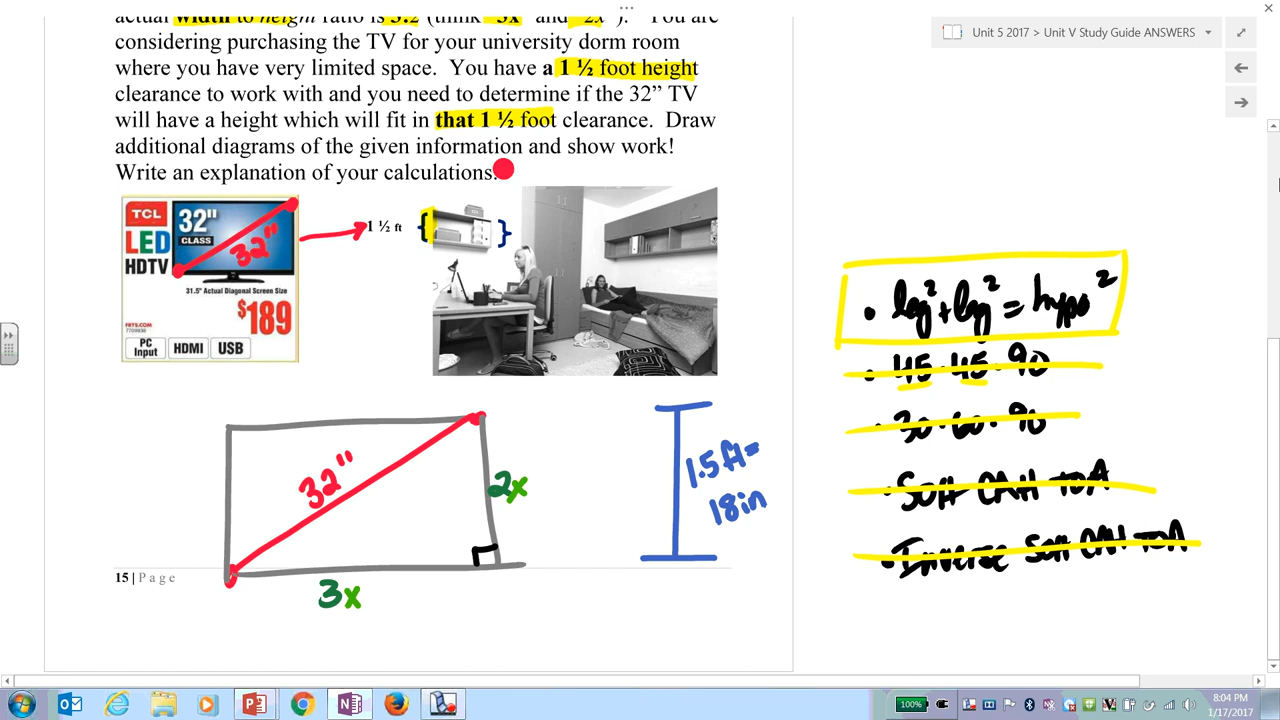 actual width to height ratio is 3:2 (think "3x" and "2x"). You are
considering purchasing the TV for your university dorm room
where you have very limited space. You have a 1 ½ foot height
clearance to work with and you need to determine if the 32” TV
will have a height which will fit in that 1 ½ foot clearance. Draw
additional diagrams of the given information and show work!
Write an explanation of your calculations.
TCL
LED
HDTV
32"
CLASS
32"
31.5" Actual Diagonal Screen Size
$189
FRYS.COM
PC
Input
HDMI
USB
1 ½ ft
{
}
32"
2x
3x
1.5ft=
18in
15 | Page
Unit 5 2017 > Unit V Study Guide ANSWERS
• leg² + leg² = hypo²
• 45-45-90
• 30-60-90
• SOH CAH TOA
• Inverse SOH CAH TOA
100%
8:04 PM
1/17/2017